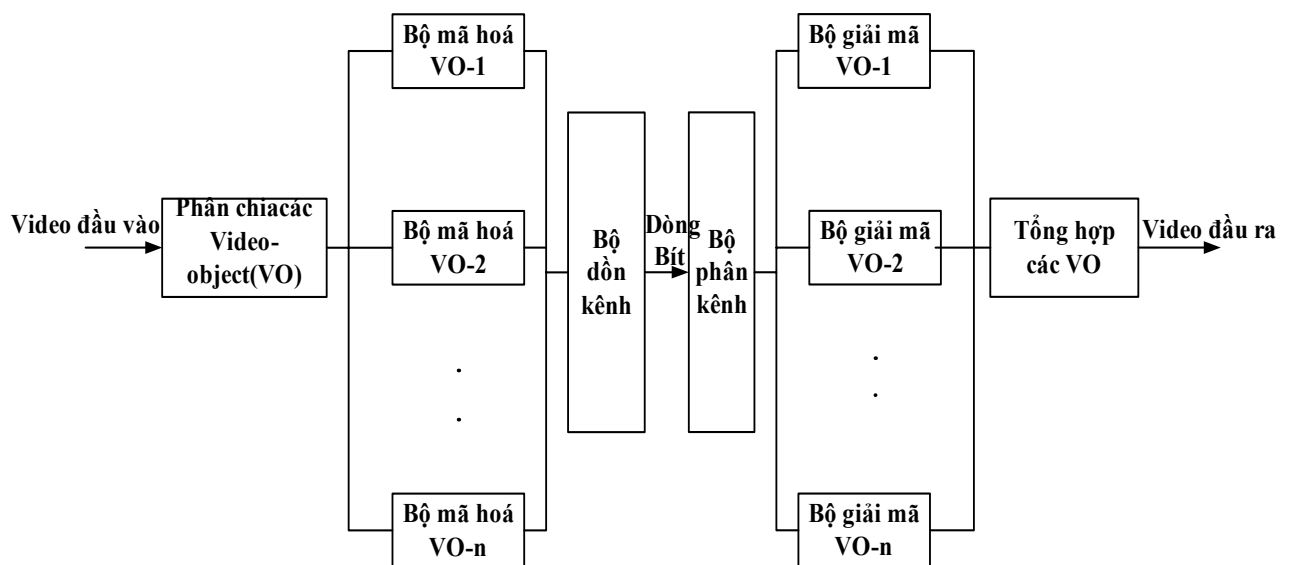 Bộ mã hoá
VO-1
Bộ giải mã
VO-1
Video đầu vào
Phân chiacác
Video-
object(VO)
Bộ mã hoá
VO-2
Bộ
dồn
kênh
Dòng
Bít
Bộ
phân
kênh
Bộ giải mã
VO-2
Tổng hợp
các VO
Video đầu ra
.
.
.
.
Bộ mã hoá
VO-n
Bộ giải mã
VO-n